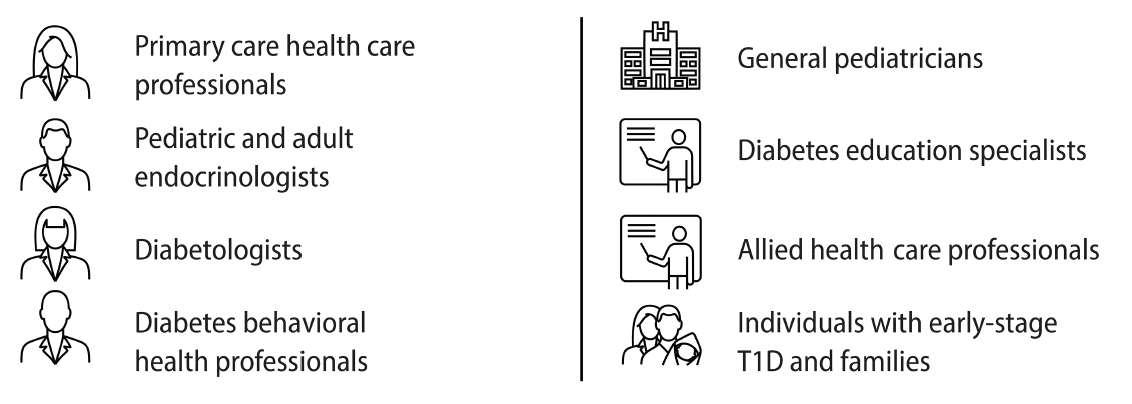 Primary care health care
professionals
Pediatric and adult
endocrinologists
Diabetologists
Diabetes behavioral
health professionals
General pediatricians
Diabetes education specialists
Allied health care professionals
Individuals with early-stage
T1D and families